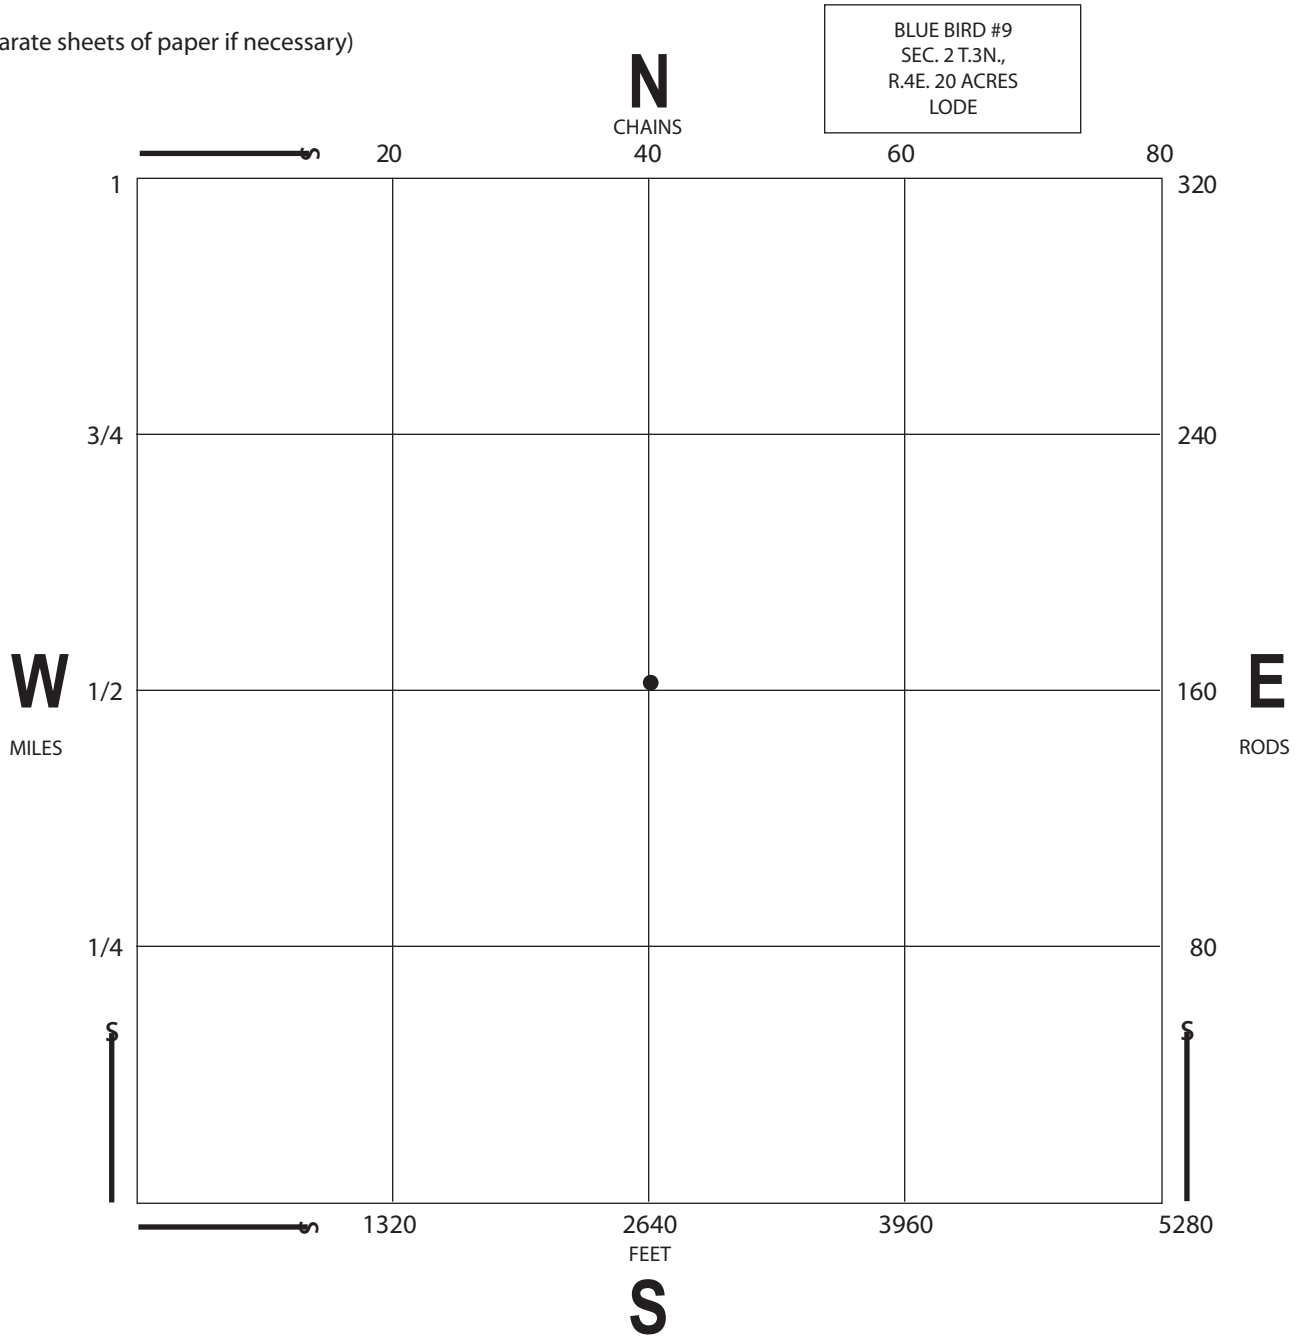 arate sheets of paper if necessary)
BLUE BIRD #9
SEC. 2 T.3N.,
R.4E. 20 ACRES
LODE
N
CHAINS
S 20 40 60 80
1 320
3/4 240
W 1/2 160 E
MILES RODS
1/4 80
S S
S 1320 2640 3960 5280
FEET
S